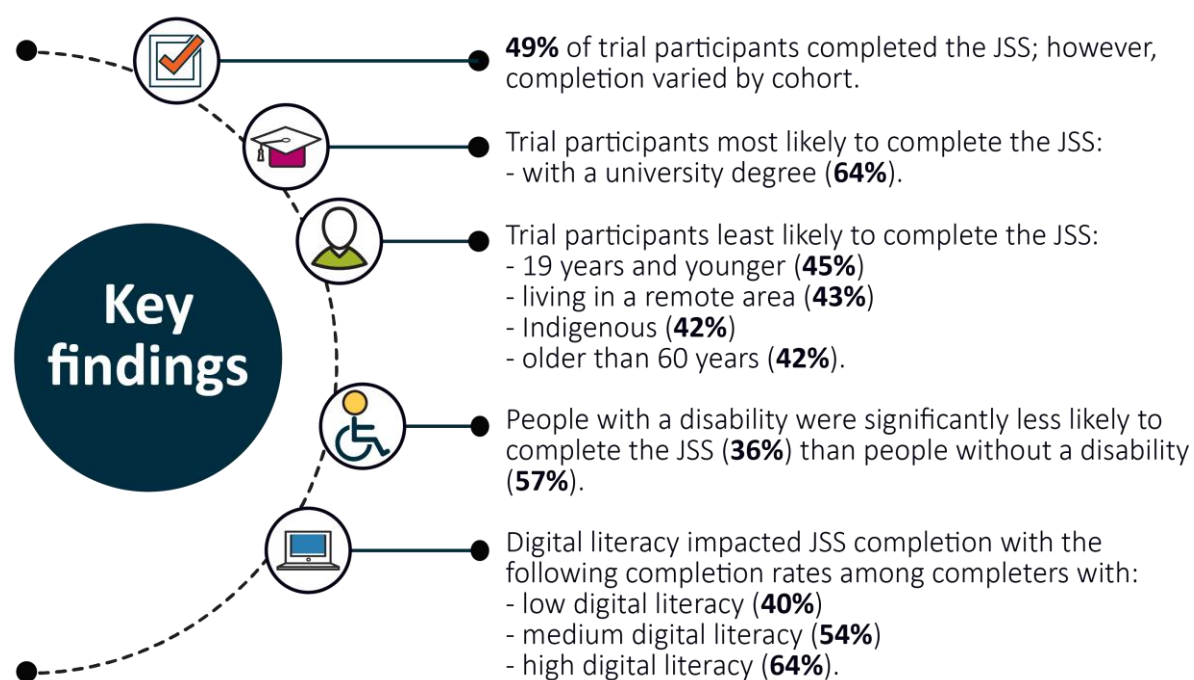 Key
findings
49% of trial participants completed the JSS; however,
completion varied by cohort.
Trial participants most likely to complete the JSS:
- with a university degree (64%).
Trial participants least likely to complete the JSS:
- 19 years and younger (45%)
- living in a remote area (43%)
- Indigenous (42%)
- older than 60 years (42%).
People with a disability were significantly less likely to
complete the JSS (36%) than people without a disability
(57%).
Digital literacy impacted JSS completion with the
following completion rates among completers with:
- low digital literacy (40%)
- medium digital literacy (54%)
- high digital literacy (64%).